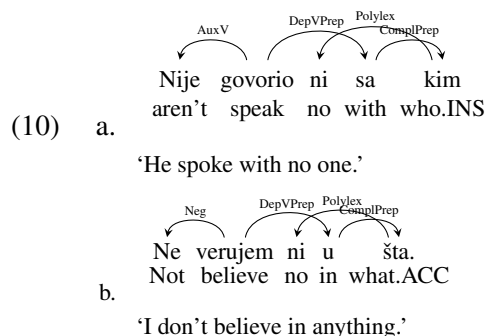 AuxV DepVPrep Polylex ComplPrep
Nije govorio ni sa kim
(10) a. aren't speak no with who.INS
‘He spoke with no one.’
Neg DepVPrep Polylex ComplPrep
Ne verujem ni u šta.
b. Not believe no in what.ACC
‘I don't believe in anything.’